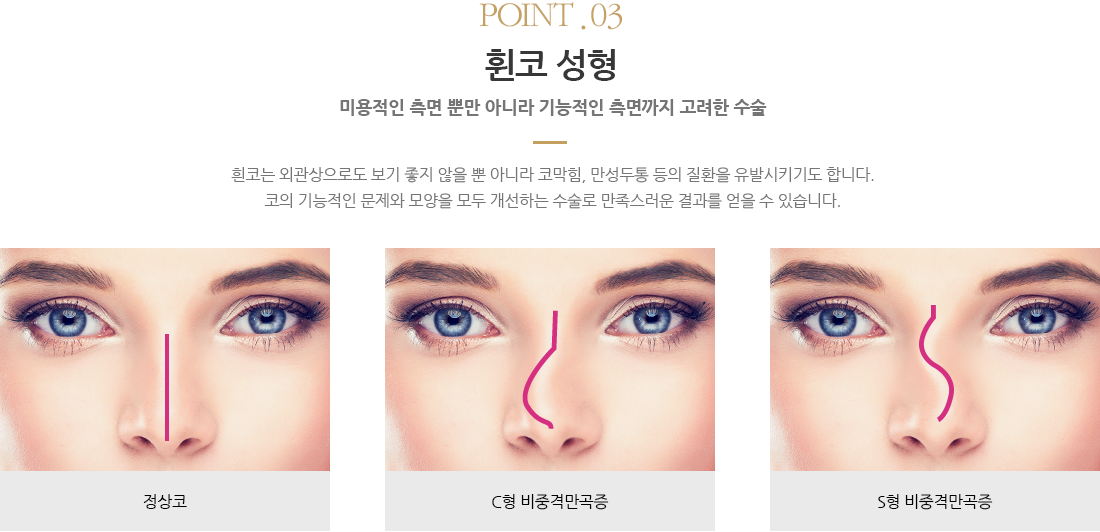 POINT.03
휜코 성형
미용적인 측면 뿐만 아니라 기능적인 측면까지 고려한 수술
흰코는 외관상으로도 보기 좋지 않을 뿐 아니라 코막힘, 만성두통 등의 질환을 유발시키기도 합니다.
코의 기능적인 문제와 모양을 모두 개선하는 수술로 만족스러운 결과를 얻을 수 있습니다.
정상코
C형 비중격만곡증
S형 비중격만곡증